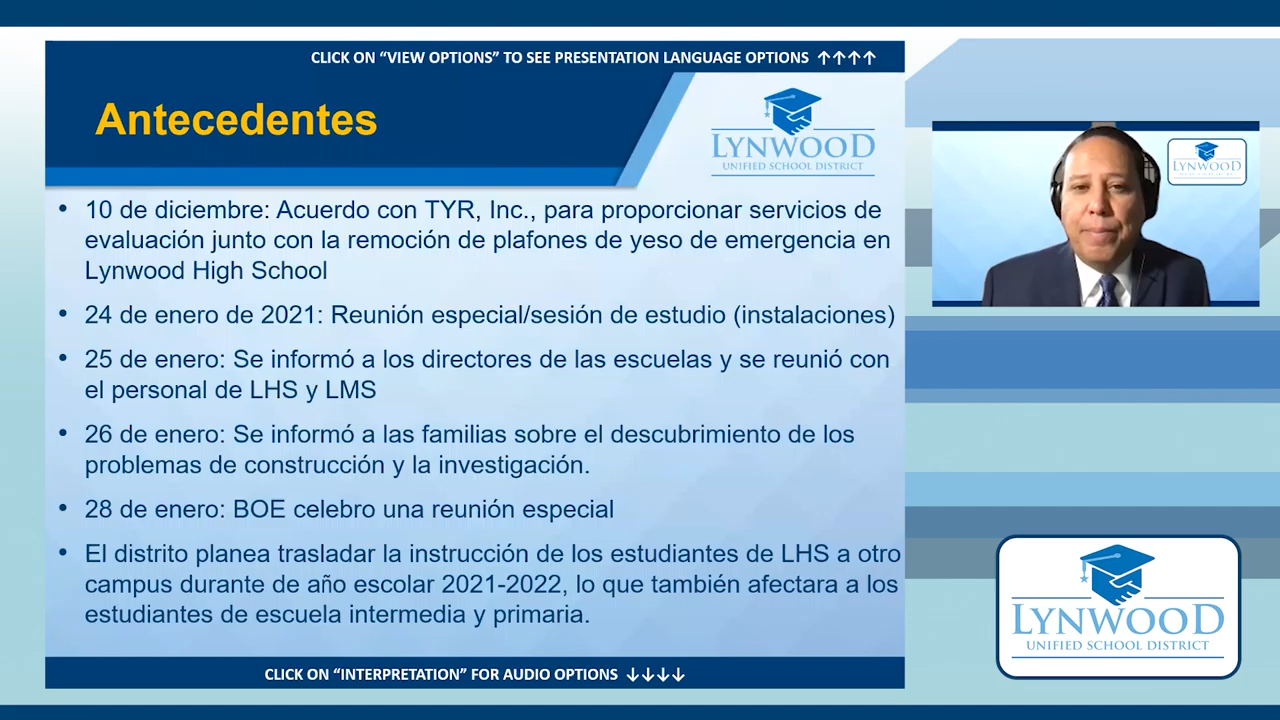 CLICK ON “VIEW OPTIONS” TO SEE PRESENTATION LANGUAGE OPTIONS ↑↑↑↑
Antecedentes
LYNWOOD
UNIFIED SCHOOL DISTRICT
• 10 de diciembre: Acuerdo con TYR, Inc., para proporcionar servicios de
evaluación junto con la remoción de plafones de yeso de emergencia en
Lynwood High School
• 24 de enero de 2021: Reunión especial/sesión de estudio (instalaciones)
• 25 de enero: Se informó a los directores de las escuelas y se reunió con
el personal de LHS y LMS
• 26 de enero: Se informó a las familias sobre el descubrimiento de los
problemas de construcción y la investigación.
• 28 de enero: BOE celebro una reunión especial
• El distrito planea trasladar la instrucción de los estudiantes de LHS a otro
campus durante de año escolar 2021-2022, lo que también afectara a los
estudiantes de escuela intermedia y primaria.
CLICK ON “INTERPRETATION” FOR AUDIO OPTIONS ↓↓↓↓
LYNWOOD
LYNWOOD
UNIFIED SCHOOL DISTRICT